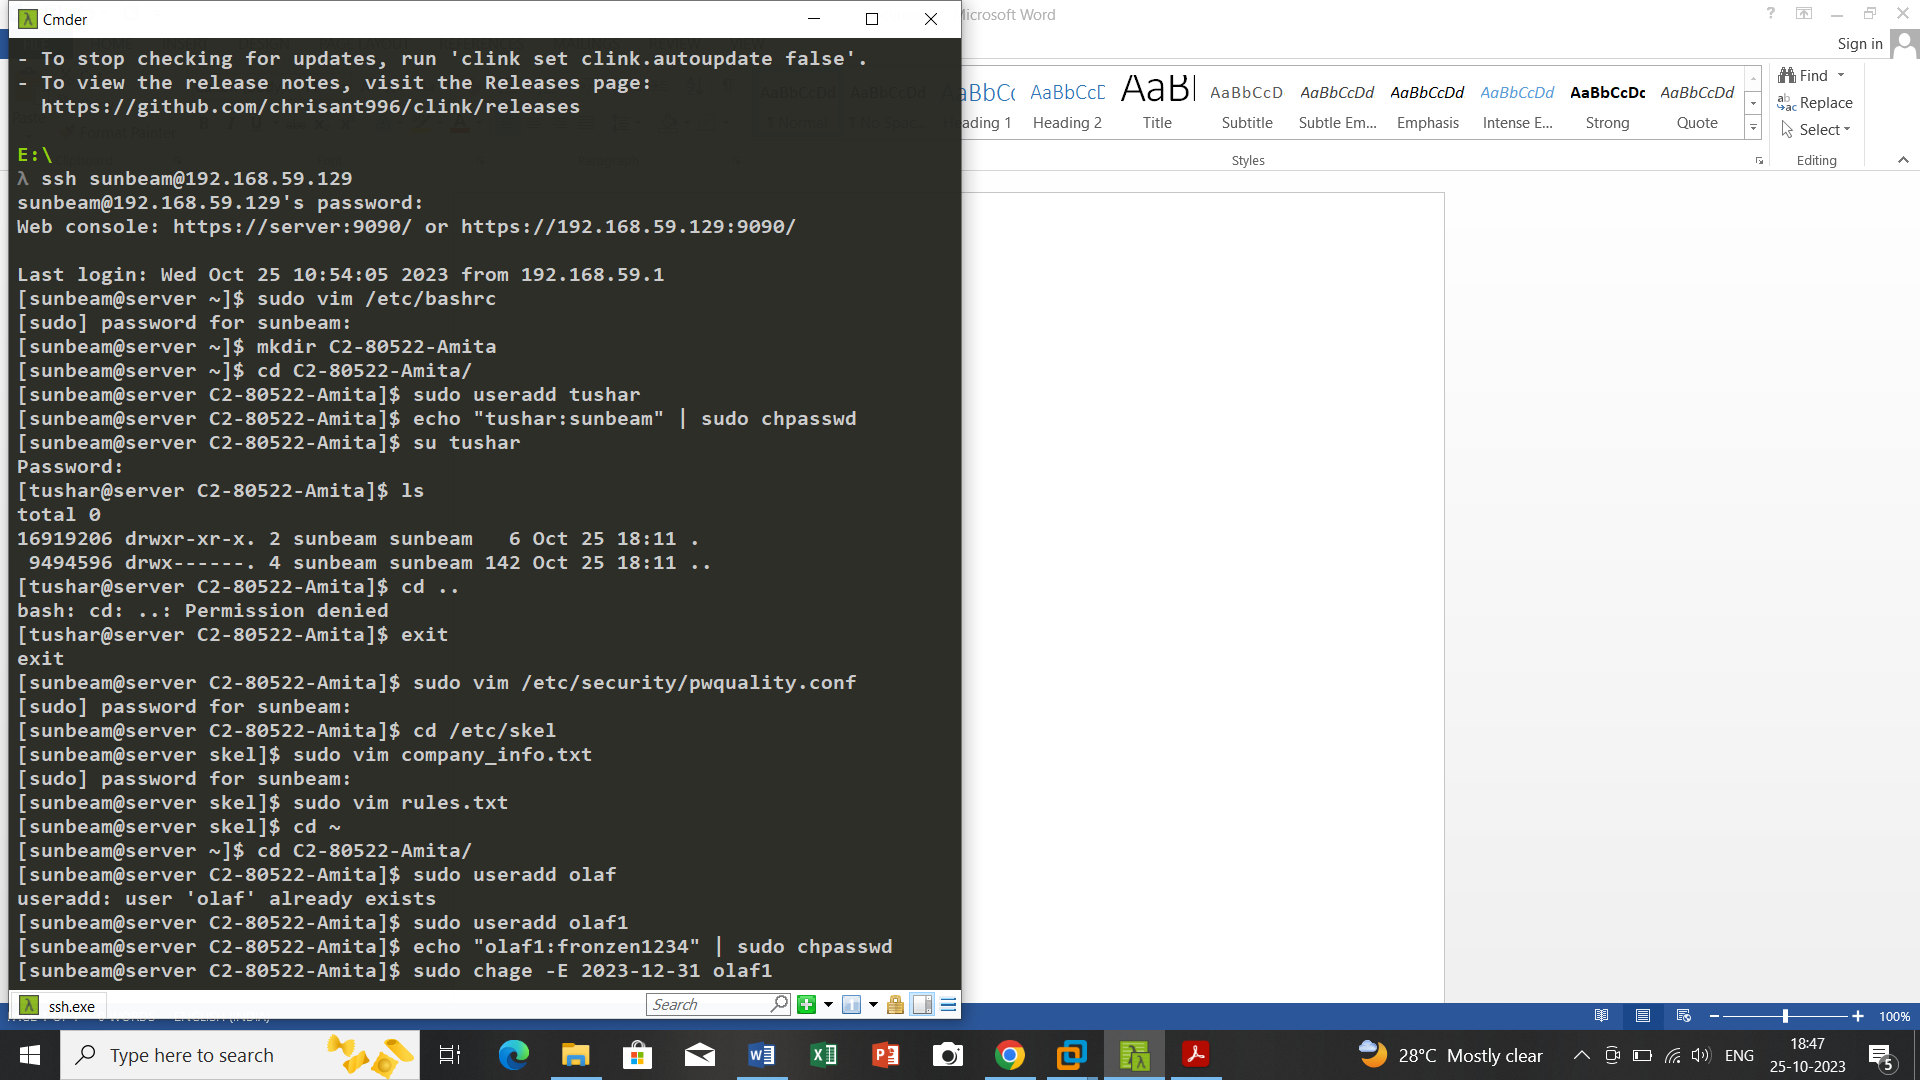 Cmder
- To stop checking for updates, run 'clink set clink.autoupdate false'.
- To view the release notes, visit the Releases page:
https://github.com/chrisant996/clink/releases
E:\
λ ssh sunbeam@192.168.59.129
sunbeam@192.168.59.129's password:
Web console: https://server:9090/ or https://192.168.59.129:9090/
Last login: Wed Oct 25 10:54:05 2023 from 192.168.59.1
[sunbeam@server ~]$ sudo vim /etc/bashrc
[sudo] password for sunbeam:
[sunbeam@server ~]$ mkdir C2-80522-Amita
[sunbeam@server ~]$ cd C2-80522-Amita/
[sunbeam@server C2-80522-Amita]$ sudo useradd tushar
[sunbeam@server C2-80522-Amita]$ echo "tushar:sunbeam" | sudo chpasswd
[sunbeam@server C2-80522-Amita]$ su tushar
Password:
[tushar@server C2-80522-Amita]$ ls
total 0
16919206 drwxr-xr-x. 2 sunbeam sunbeam   6 Oct 25 18:11 .
9494596 drwx------. 4 sunbeam sunbeam 142 Oct 25 18:11 ..
[tushar@server C2-80522-Amita]$ cd ..
bash: cd: ..: Permission denied
[tushar@server C2-80522-Amita]$ exit
exit
[sunbeam@server C2-80522-Amita]$ sudo vim /etc/security/pwquality.conf
[sudo] password for sunbeam:
[sunbeam@server C2-80522-Amita]$ cd /etc/skel
[sunbeam@server skel]$ sudo vim company_info.txt
[sudo] password for sunbeam:
[sunbeam@server skel]$ sudo vim rules.txt
[sunbeam@server skel]$ cd ~
[sunbeam@server ~]$ cd C2-80522-Amita/
[sunbeam@server C2-80522-Amita]$ sudo useradd olaf
useradd: user 'olaf' already exists
[sunbeam@server C2-80522-Amita]$ sudo useradd olaf1
[sunbeam@server C2-80522-Amita]$ echo "olaf1:fronzen1234" | sudo chpasswd
[sunbeam@server C2-80522-Amita]$ sudo chage -E 2023-12-31 olaf1
ssh.exe
Search
Microsoft Word
Sign in
AaBbCc AaBbCcD AaBl AaBbCcD AaBbCcDd AaBbCcDd AaBbCcDd AaBbCcDc AaBbCcDd
eading 1 Heading 2 Title Subtitle Subtle Em... Emphasis Intense E... Strong Quote
Styles
Find
Replace
Select
Editing
100%
Type here to search
28°C Mostly clear
ENG
18:47
25-10-2023
5